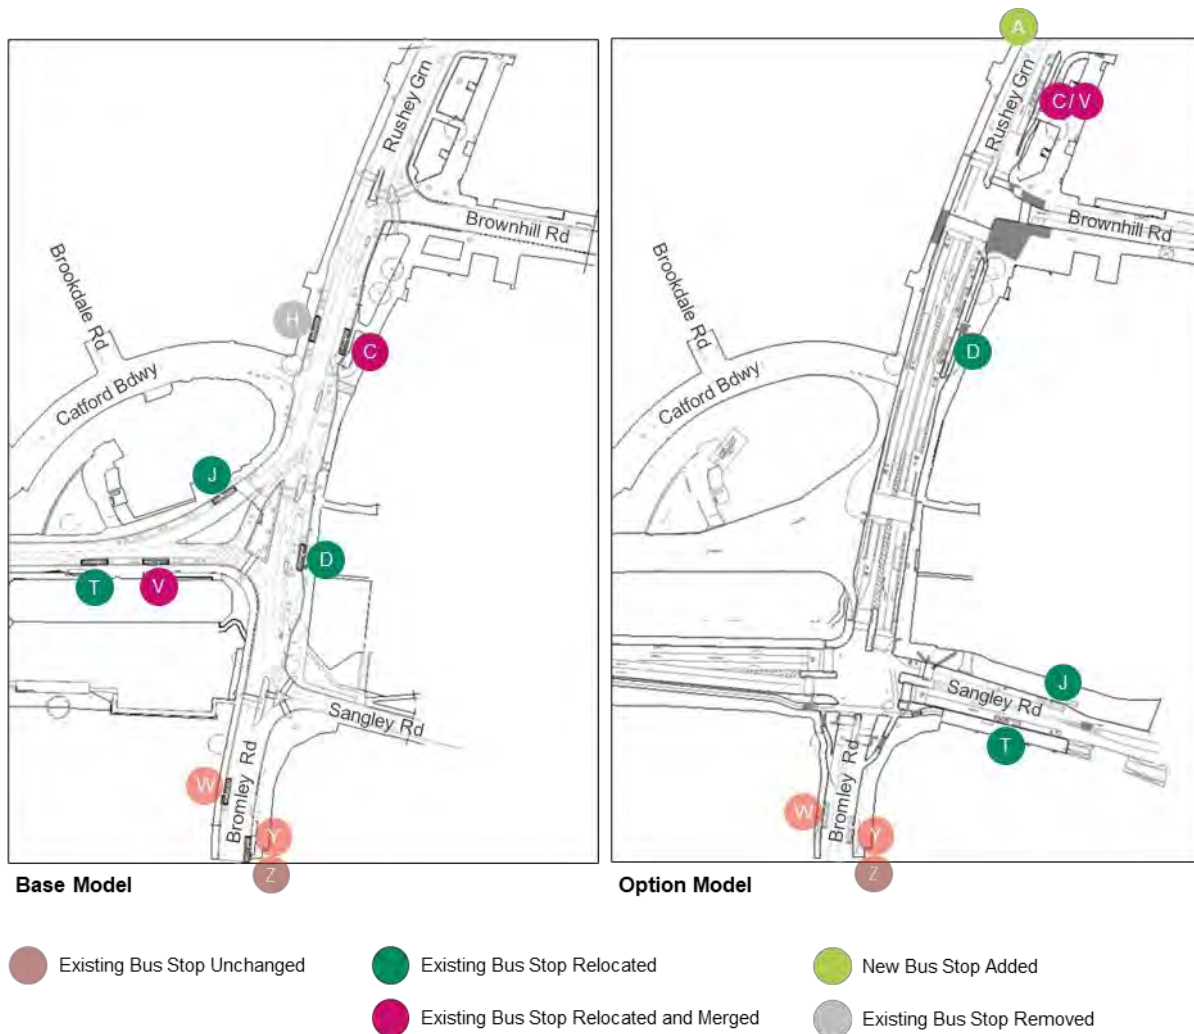 A
Rushey Grn
Brownhill Rd
Brookdale Rd
H
C
Catford Bdwy
J
D
T
V
Sangley Rd
W
Bromley Rd
Y
Z
Base Model
Rushey Grn
C / V
Brownhill Rd
Brookdale Rd
D
Catford Bdwy
J
Sangley Rd
T
W
Bromley Rd
Y
Z
Option Model
Existing Bus Stop Unchanged
Existing Bus Stop Relocated
New Bus Stop Added
Existing Bus Stop Relocated and Merged
Existing Bus Stop Removed